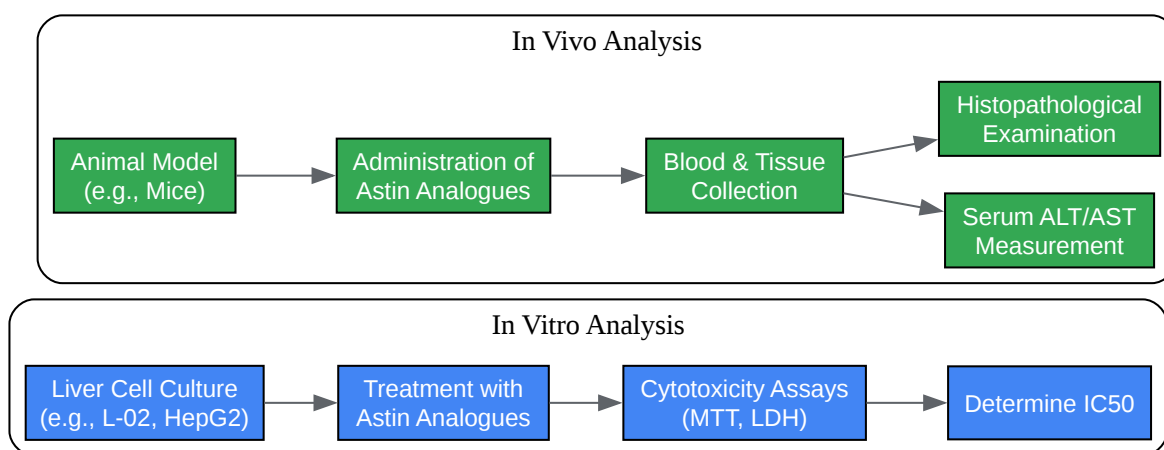 In Vivo Analysis
Animal Model
(e.g., Mice)
Administration of
Astin Analogues
Blood & Tissue
Collection
Histopathological
Examination
Serum ALT/AST
Measurement
In Vitro Analysis
Liver Cell Culture
(e.g., L-02, HepG2)
Treatment with
Astin Analogues
Cytotoxicity Assays
(MTT, LDH)
Determine IC50